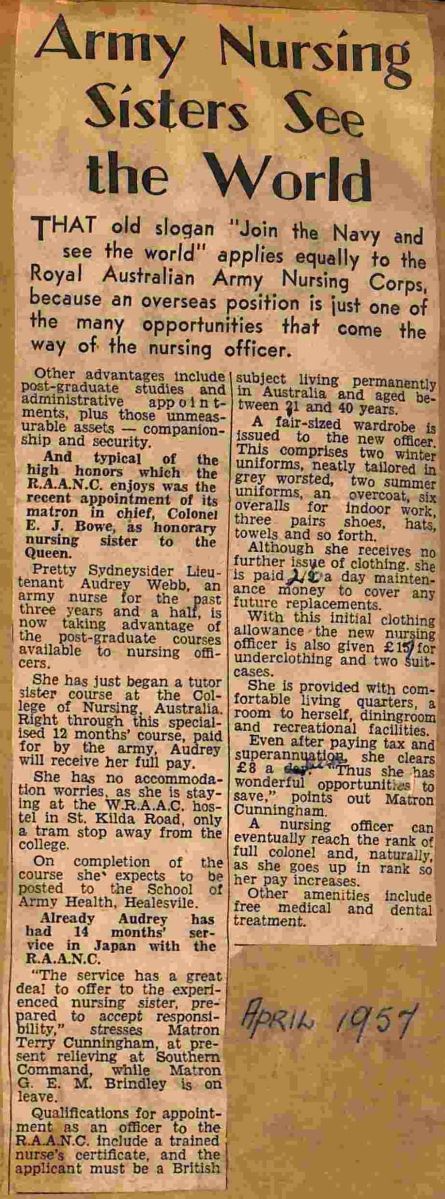 Army Nursing
Sisters See
the World
THAT old slogan "Join the Navy and
see the world" applies equally to the
Royal Australian Army Nursing Corps,
because an overseas position is just one of
the many opportunities that come the
way of the nursing officer.
Other advantages include
post-graduate studies and
administrative appoint-
ments, plus those unmeas-
urable assets — companion-
ship and security.
And typical of the
high honors which the
R.A.A.N.C. enjoys was the
recent appointment of its
matron in chief, Colonel
E. J. Bowe, as honorary
nursing sister to the
Queen.
Pretty Sydneysider Lieu-
tenant Audrey Webb, an
army nurse for the past
three years and a half, is
now taking advantage of
the post-graduate courses
available to nursing offi-
cers.
She has just began a tutor
sister course at the Col-
lege of Nursing, Australia.
Right through this special-
ised 12 months' course, paid
for by the army, Audrey
will receive her full pay.
She has no accommoda-
tion worries, as she is stay-
ing at the W.R.A.A.C. hos-
tel in St. Kilda Road, only
a tram stop away from the
college.
On completion of the
course she expects to be
posted to the School of
Army Health, Healesvile.
Already Audrey has
had 14 months' ser-
vice in Japan with the
R.A.A.N.C.
"The service has a great
deal to offer to the experi-
enced nursing sister, pre-
pared to accept responsi-
bility," stresses Matron
Terry Cunningham, at pre-
sent relieving at Southern
Command, while Matron
G. E. M. Brindley is on
leave.
Qualifications for appoint-
ment as an officer to the
R.A.A.N.C. include a trained
nurse's certificate, and the
applicant must be a British
subject living permanently
in Australia and aged be-
tween 21 and 40 years.
A fair-sized wardrobe is
issued to the new officer.
This comprises two winter
uniforms, neatly tailored in
grey worsted, two summer
uniforms, an overcoat, six
overalls for indoor work,
three pairs shoes, hats,
towels and so forth.
Although she receives no
further issue of clothing, she
is paid a day mainten-
ance money to cover any
future replacements.
With this initial clothing
allowance the new nursing
officer is also given for
underclothing and two suit-
cases.
She is provided with com-
fortable living quarters, a
room to herself, diningroom
and recreational facilities.
Even after paying tax and
superannuation, she clears
£8 a Thus she has
wonderful opportunities to
save," points out Matron
Cunningham.
A nursing officer can
eventually reach the rank of
full colonel and, naturally,
as she goes up in rank so
her pay increases.
Other amenities include
free medical and dental
treatment.
APRIL 1957